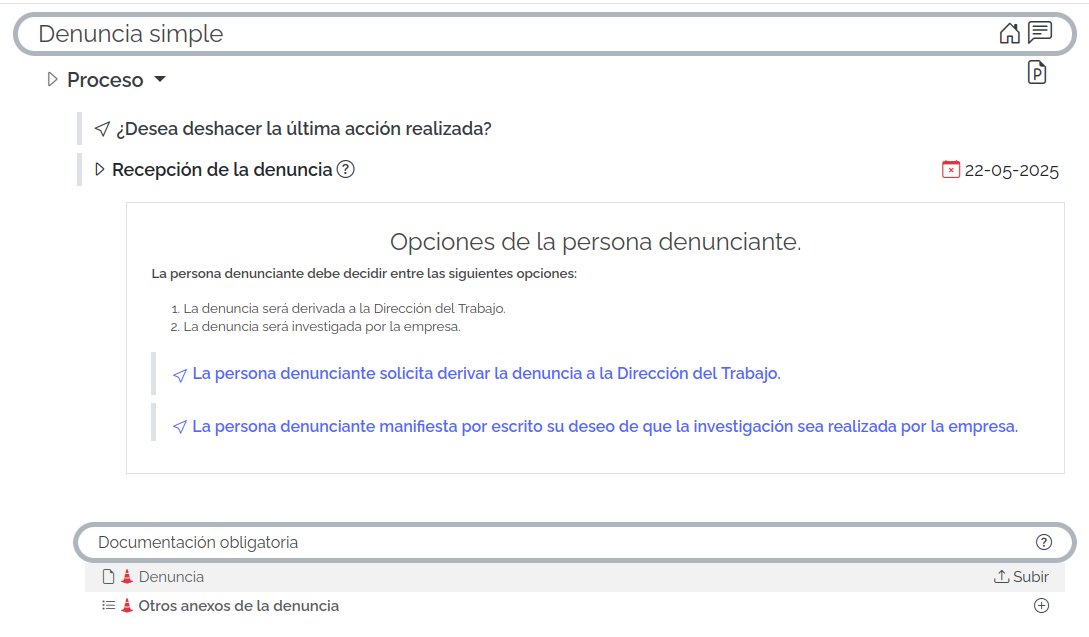 Denuncia simple
Proceso
P
¿Desea deshacer la última acción realizada?
Recepción de la denuncia ?
22-05-2025
Opciones de la persona denunciante.
La persona denunciante debe decidir entre las siguientes opciones:
1. La denuncia será derivada a la Dirección del Trabajo.
2. La denuncia será investigada por la empresa.
La persona denunciante solicita derivar la denuncia a la Dirección del Trabajo.
La persona denunciante manifiesta por escrito su deseo de que la investigación sea realizada por la empresa.
Documentación obligatoria ?
Denuncia Subir
Otros anexos de la denuncia